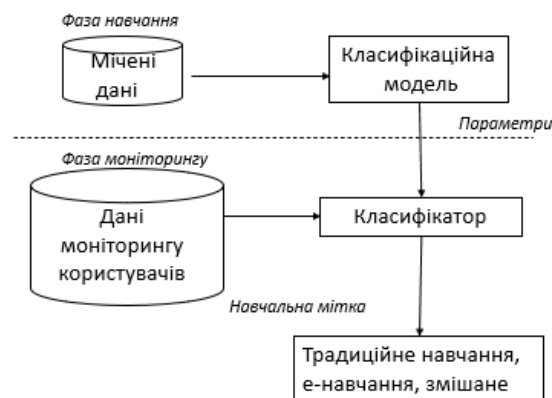 Фаза навчання
Мічені
дані
Класифікаційна
модель
Параметри
Фаза моніторингу
Дані
моніторингу
користувачів
Класифікатор
Навчальна мітка
Традиційне навчання,
е-навчання, змішане